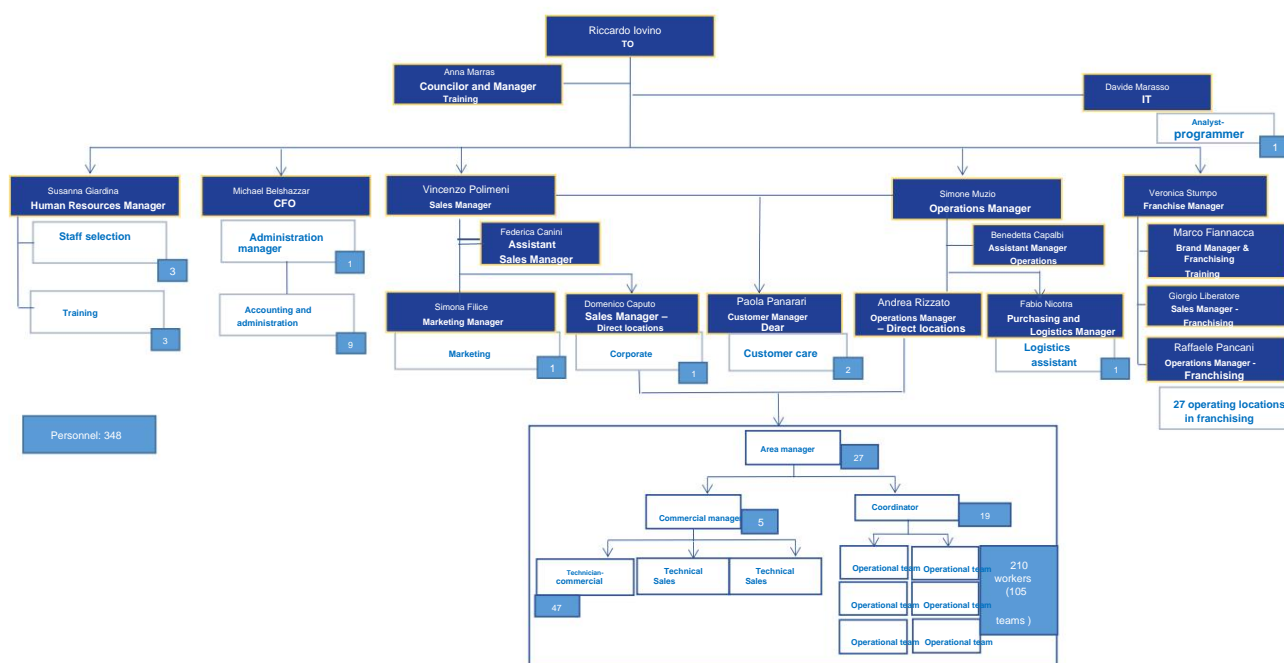 Riccardo Iovino
TO
Anna Marras
Councilor and Manager
Training
Davide Marasso
IT
Analyst-
programmer
1
Susanna Giardina
Human Resources Manager
Staff selection
3
Training
3
Michael Belshazzar
CFO
Administration
manager
1
Accounting and
administration
9
Vincenzo Polimeni
Sales Manager
Federica Canini
Assistant
Sales Manager
Simona Filice
Marketing Manager
Marketing
1
Domenico Caputo
Sales Manager –
Direct locations
Corporate
1
Paola Panarari
Customer Manager
Dear
Customer care
2
Simone Muzio
Operations Manager
Benedetta Capalbi
Assistant Manager
Operations
Andrea Rizzato
Operations Manager
– Direct locations
Fabio Nicotra
Purchasing and
Logistics Manager
Logistics
assistant
1
Veronica Stumpo
Franchise Manager
Marco Fiannacca
Brand Manager &
Franchising
Training
Giorgio Liberatore
Sales Manager -
Franchising
Raffaele Pancani
Operations Manager -
Franchising
27 operating locations
in franchising
Personnel: 348
Area manager
27
Commercial manager
5
Coordinator
19
Technician-
commercial
47
Technical
Sales
Technical
Sales
Operational team
Operational team
Operational team
Operational team
Operational team
Operational team
210
workers
(105
teams )